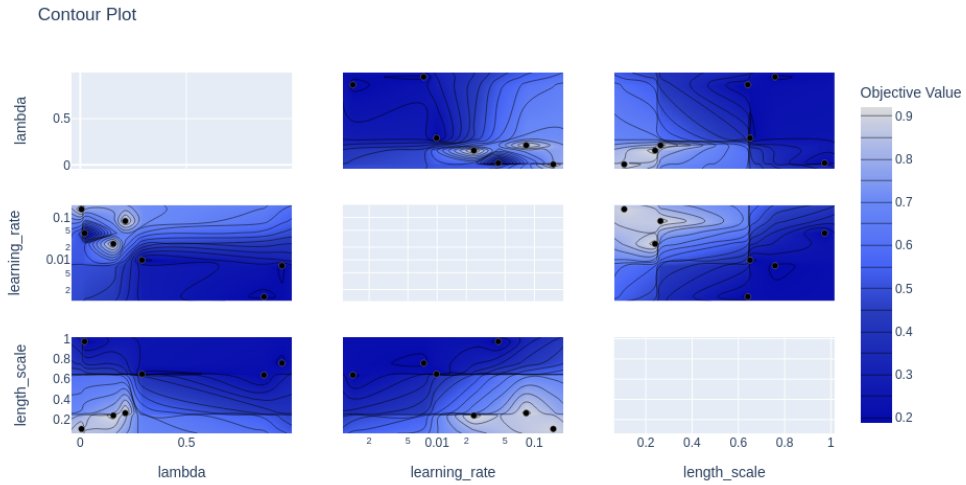 Contour Plot
Objective Value
lambda
0.5
0
learning_rate
0.1
5
2
0.01
5
2
length_scale
1
0.8
0.6
0.4
0.2
0 0.5
2 5 0.01 2 5 0.1
0.2 0.4 0.6 0.8 1
lambda learning_rate length_scale
0.9
0.8
0.7
0.6
0.5
0.4
0.3
0.2